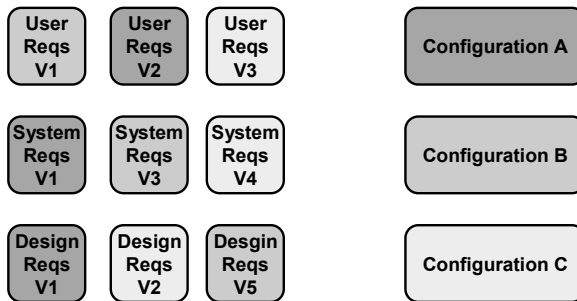 User
Reqs
V1
User
Reqs
V2
User
Reqs
V3
Configuration A
System
Reqs
V1
System
Reqs
V3
System
Reqs
V4
Configuration B
Design
Reqs
V1
Design
Reqs
V2
Desgin
Reqs
V5
Configuration C